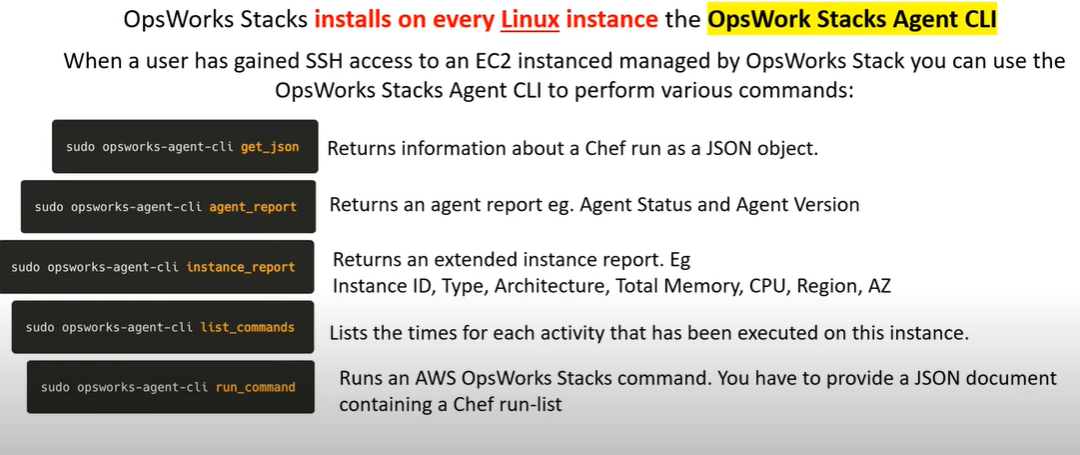 OpsWorks Stacks installs on every Linux instance the OpsWork Stacks Agent CLI
When a user has gained SSH access to an EC2 instanced managed by OpsWorks Stack you can use the
OpsWorks Stacks Agent CLI to perform various commands:
sudo opsworks-agent-cli get_json
Returns information about a Chef run as a JSON object.
sudo opsworks-agent-cli agent_report
Returns an agent report eg. Agent Status and Agent Version
sudo opsworks-agent-cli instance_report
Returns an extended instance report. Eg
Instance ID, Type, Architecture, Total Memory, CPU, Region, AZ
sudo opsworks-agent-cli list_commands
Lists the times for each activity that has been executed on this instance.
sudo opsworks-agent-cli run_command
Runs an AWS OpsWorks Stacks command. You have to provide a JSON document
containing a Chef run-list